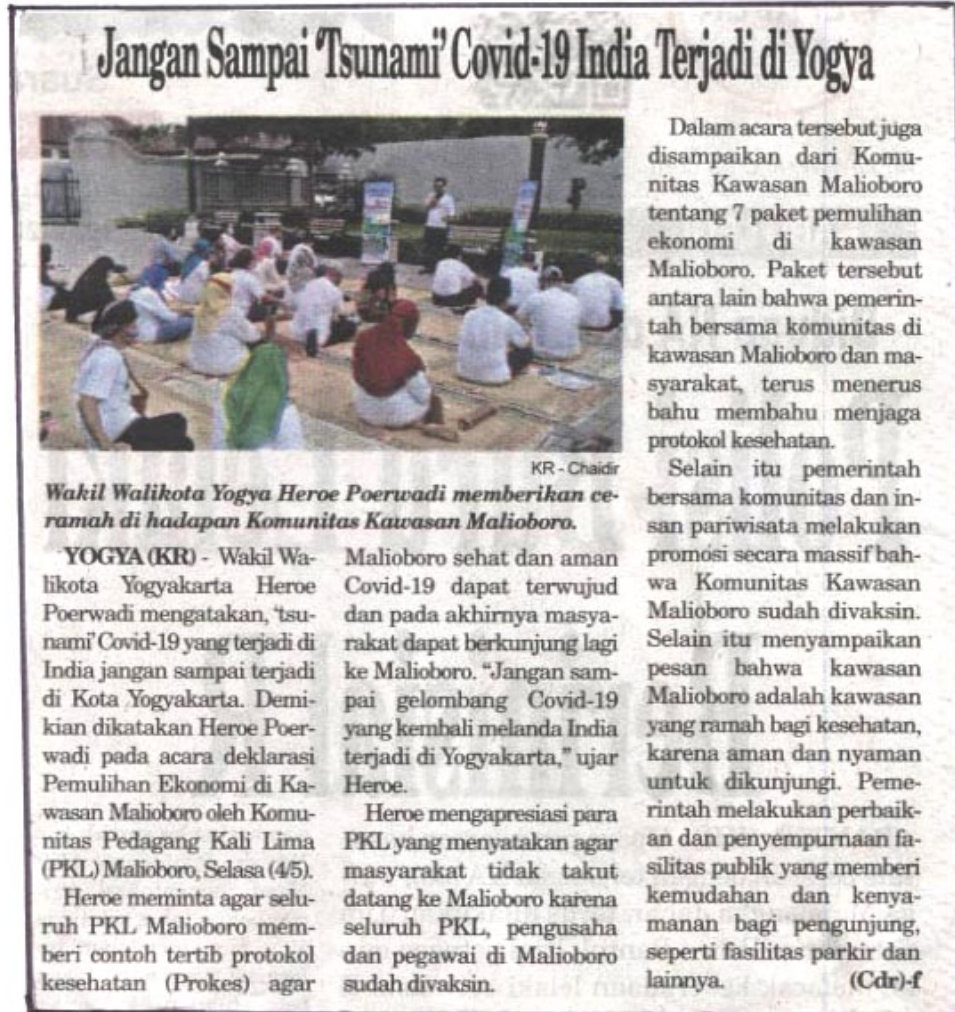 Jangan Sampai 'Tsunami' Covid-19 India Terjadi di Yogya
KR - Chaidir
Wakil Walikota Yogya Heroe Poerwadi memberikan ce-
ramah di hadapan Komunitas Kawasan Malioboro.
YOGYA (KR) - Wakil Wa-
likota Yogyakarta Heroe
Poerwadi mengatakan, 'tsu-
nami' Covid-19 yang terjadi di
India jangan sampai terjadi
di Kota Yogyakarta. Demi-
kian dikatakan Heroe Poer-
wadi pada acara deklarasi
Pemulihan Ekonomi di Ka-
wasan Malioboro oleh Komu-
nitas Pedagang Kali Lima
(PKL) Malioboro, Selasa (4/5).
Heroe meminta agar selu-
ruh PKL Malioboro mem-
beri contoh tertib protokol
kesehatan (Prokes) agar
Malioboro sehat dan aman
Covid-19 dapat terwujud
dan pada akhirnya masya-
rakat dapat berkunjung lagi
ke Malioboro. "Jangan sam-
pai gelombang Covid-19
yang kembali melanda India
terjadi di Yogyakarta," ujar
Heroe.
Heroe mengapresiasi para
PKL yang menyatakan agar
masyarakat tidak takut
datang ke Malioboro karena
seluruh PKL, pengusaha
dan pegawai di Malioboro
sudah divaksin.
Dalam acara tersebut juga
disampaikan dari Komu-
nitas Kawasan Malioboro
tentang 7 paket pemulihan
ekonomi di kawasan
Malioboro. Paket tersebut
antara lain bahwa pemerin-
tah bersama komunitas di
kawasan Malioboro dan ma-
syarakat, terus menerus
bahu membahu menjaga
protokol kesehatan.
Selain itu pemerintah
bersama komunitas dan in-
san pariwisata melakukan
promosi secara massif bah-
wa Komunitas Kawasan
Malioboro sudah divaksin.
Selain itu menyampaikan
pesan bahwa kawasan
Malioboro adalah kawasan
yang ramah bagi kesehatan,
karena aman dan nyaman
untuk dikunjungi. Peme-
rintah melakukan perbaik-
an dan penyempurnaan fa-
silitas publik yang memberi
kemudahan dan kenya-
manan bagi pengunjung,
seperti fasilitas parkir dan
lainnya. (Cdr)-f